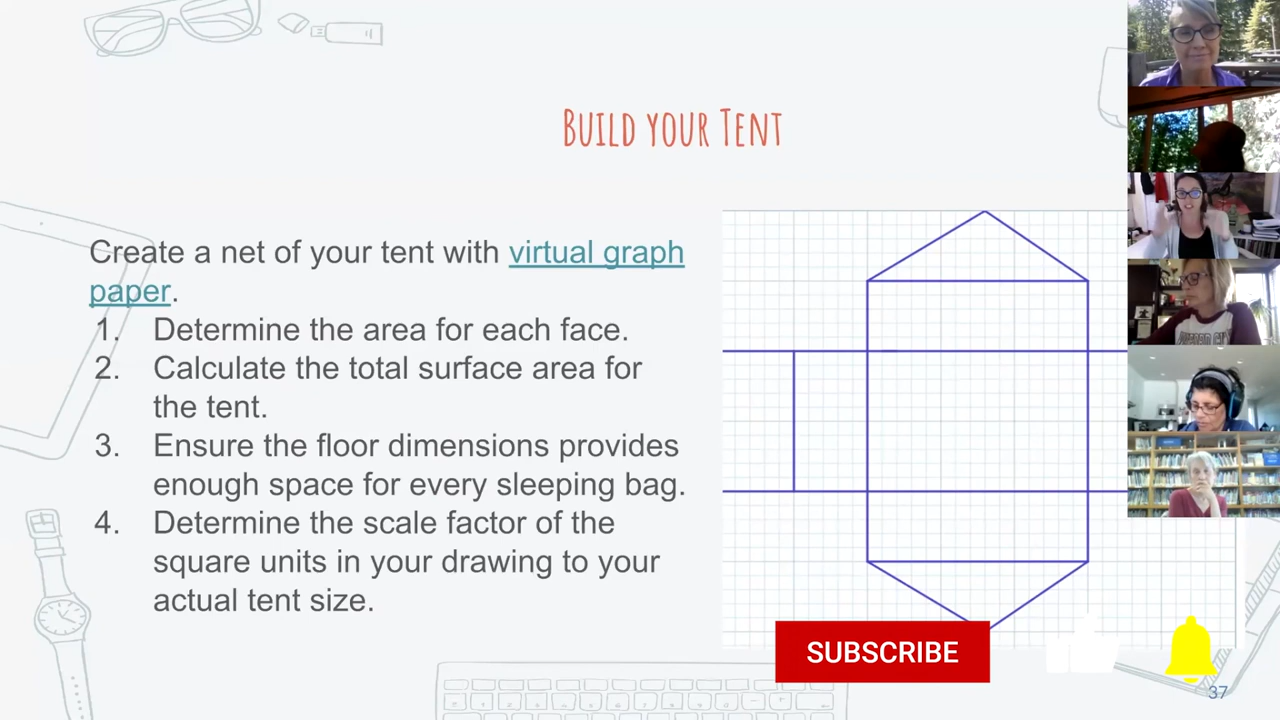 BUILD YOUR TENT
Create a net of your tent with virtual graph
paper.
1. Determine the area for each face.
2. Calculate the total surface area for
the tent.
3. Ensure the floor dimensions provides
enough space for every sleeping bag.
4. Determine the scale factor of the
square units in your drawing to your
actual tent size.
SUBSCRIBE
37